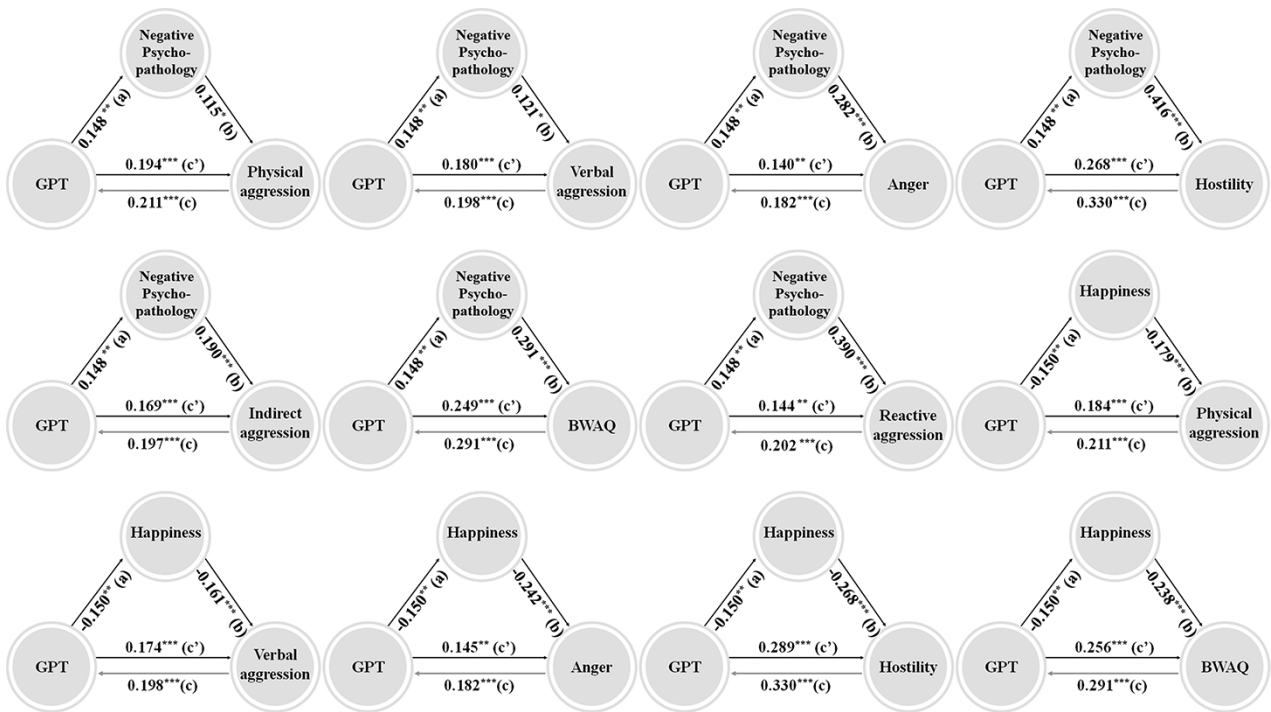 Negative
Psycho-
pathology
0.148** (a)
0.115* (b)
GPT
0.194*** (c')
0.211***(c)
Physical
aggression
Negative
Psycho-
pathology
0.148** (a)
0.121* (b)
GPT
0.180*** (c')
0.198***(c)
Verbal
aggression
Negative
Psycho-
pathology
0.148** (a)
0.282*** (b)
GPT
0.140** (c')
0.182***(c)
Anger
Negative
Psycho-
pathology
0.148** (a)
0.416*** (b)
GPT
0.268*** (c')
0.330***(c)
Hostility
Negative
Psycho-
pathology
0.148** (a)
0.190*** (b)
GPT
0.169*** (c')
0.197***(c)
Indirect
aggression
Negative
Psycho-
pathology
0.148** (a)
0.291*** (b)
GPT
0.249*** (c')
0.291***(c)
BWAQ
Negative
Psycho-
pathology
0.148** (a)
0.390*** (b)
GPT
0.144** (c')
0.202***(c)
Reactive
aggression
Happiness
-0.150** (a)
-0.179*** (b)
GPT
0.184*** (c')
0.211***(c)
Physical
aggression
Happiness
-0.150** (a)
-0.161*** (b)
GPT
0.174*** (c')
0.198***(c)
Verbal
aggression
Happiness
-0.150** (a)
-0.242*** (b)
GPT
0.145** (c')
0.182***(c)
Anger
Happiness
-0.150** (a)
-0.268*** (b)
GPT
0.289*** (c')
0.330***(c)
Hostility
Happiness
-0.150** (a)
-0.238*** (b)
GPT
0.256*** (c')
0.291***(c)
BWAQ